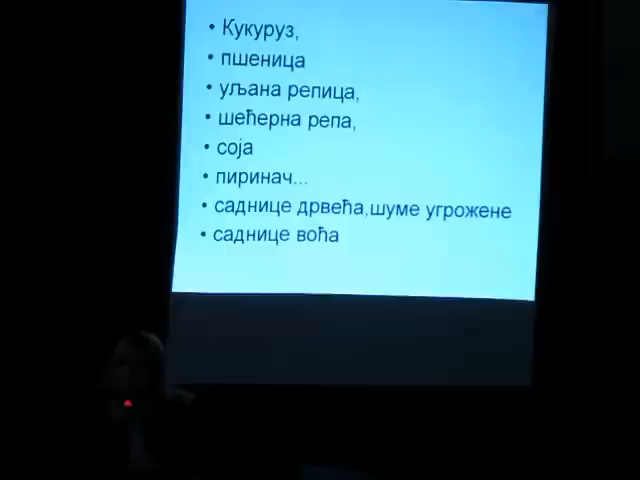 • Кукуруз,
• пшеница
• уљана репица,
• шећерна репа,
• соја
• пиринач...
• саднице дрвећа,шуме угрожене
• саднице воћа